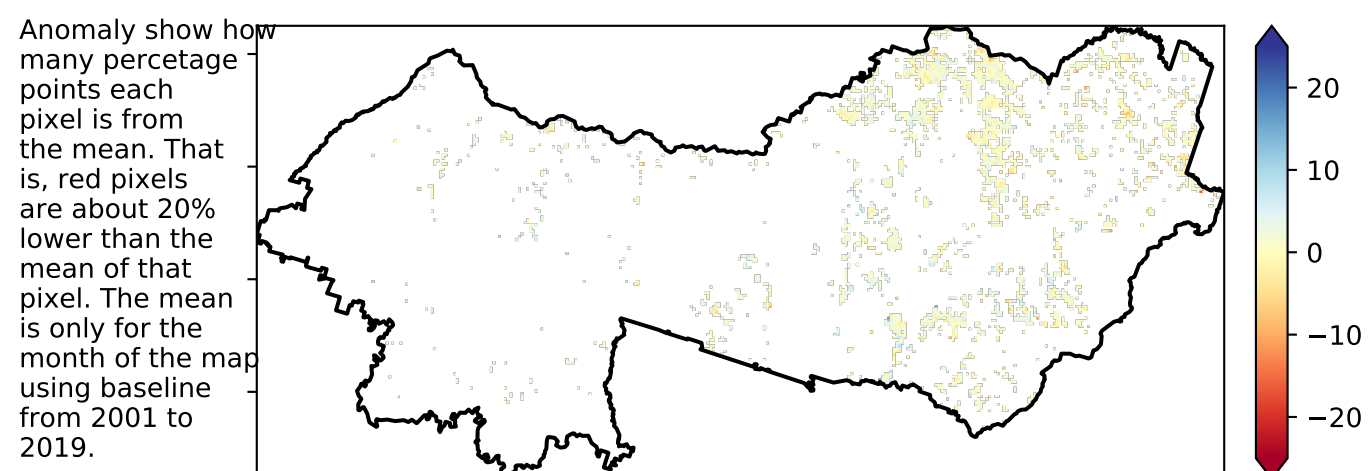 Anomaly show how
many percetage
points each
pixel is from
the mean. That
is, red pixels
are about 20%
lower than the
mean of that
pixel. The mean
is only for the
month of the map
using baseline
from 2001 to
2019.
20
10
0
−10
−20